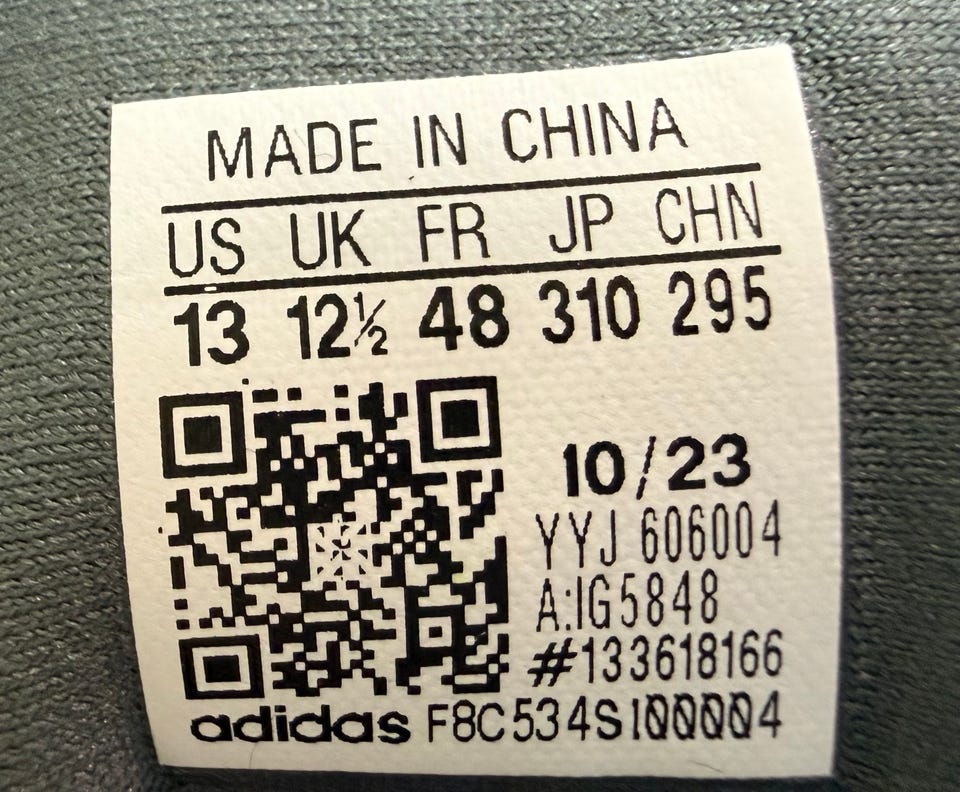 MADE IN CHINA
US UK FR JP CHN
13 12½ 48 310 295
10/23
YYJ 606004
A:IG5848
#133618166
adidas F8C534S100004